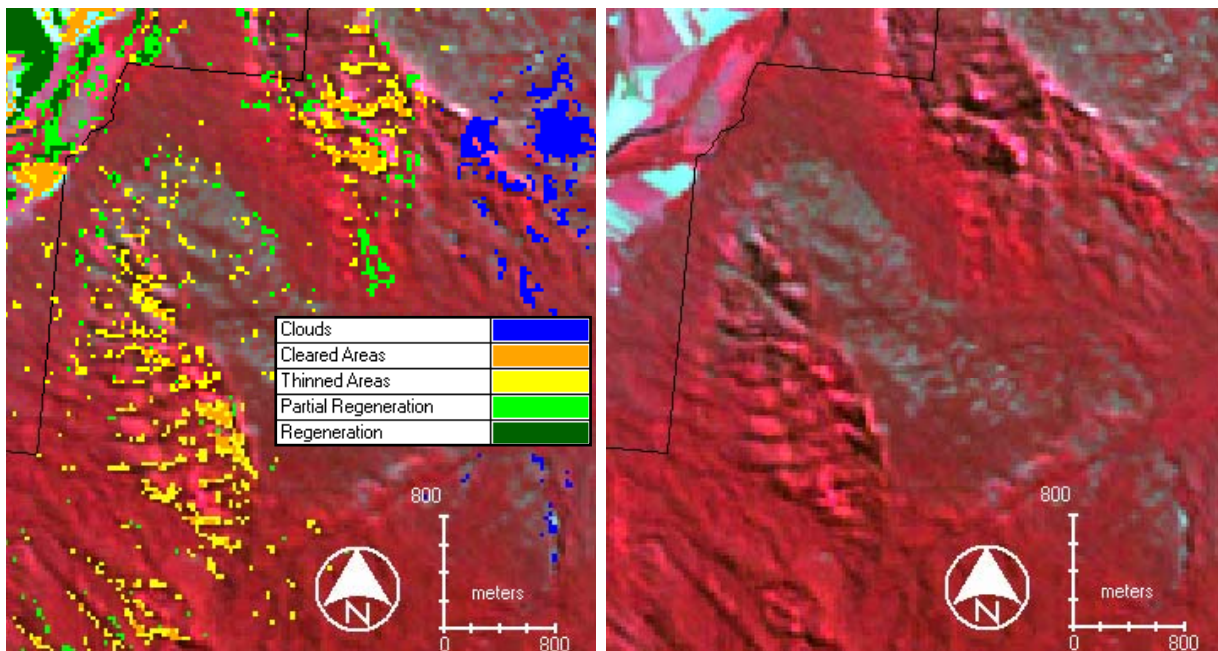 Clouds
Cleared Areas
Thinned Areas
Partial Regeneration
Regeneration
800
N
meters
0 800
800
N
meters
0 800